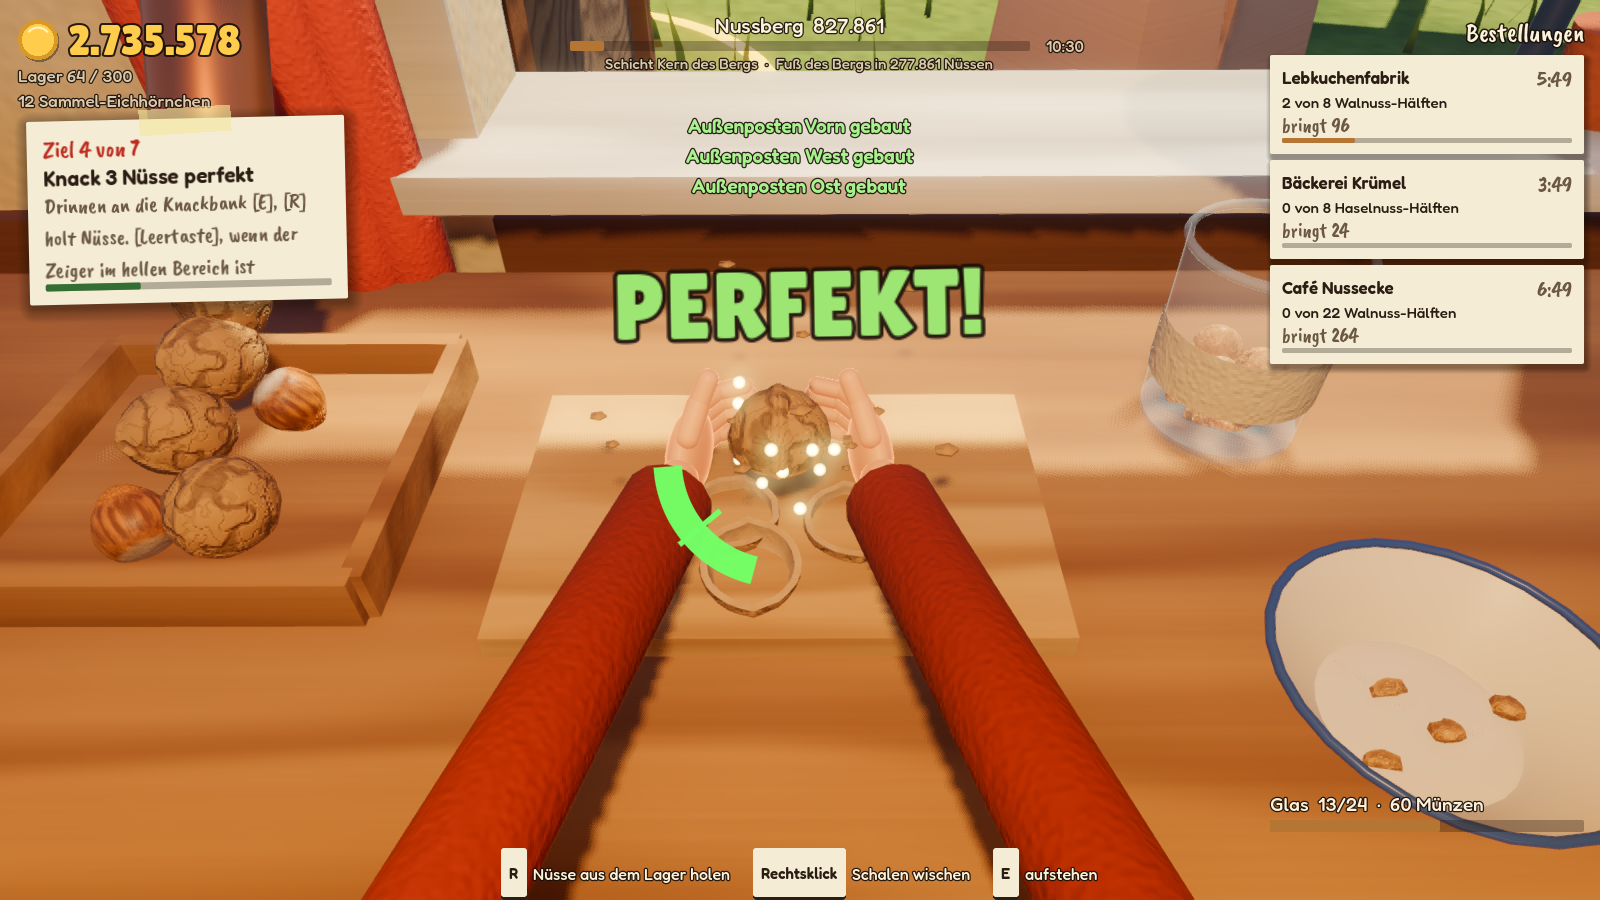 2.735.578
Lager 64 / 300
12 Sammel-Eichhörnchen
Ziel 4 von 7
Knack 3 Nüsse perfekt
Drinnen an die Knackbank [E], [R]
holt Nüsse. [Leertaste], wenn der
Zeiger im hellen Bereich ist
Nussberg 827.861
10:30
Schicht Kern des Bergs · Fuß des Bergs in 277.861 Nüssen
Außenposten Vorn gebaut
Außenposten West gebaut
Außenposten Ost gebaut
PERFEKT!
Bestellungen
Lebkuchenfabrik 5:49
2 von 8 Walnuss-Hälften
bringt 96
Bäckerei Krümel 3:49
0 von 8 Haselnuss-Hälften
bringt 24
Café Nussecke 6:49
0 von 22 Walnuss-Hälften
bringt 264
Glas 13/24 · 60 Münzen
R Nüsse aus dem Lager holen Rechtsklick Schalen wischen E aufstehen